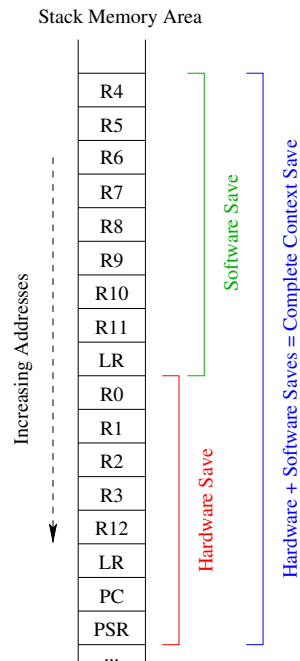 Stack Memory Area
R4
R5
R6
R7
R8
R9
R10
R11
LR
R0
R1
R2
R3
R12
LR
PC
PSR
...
Increasing Addresses
Software Save
Hardware Save
Hardware + Software Saves = Complete Context Save